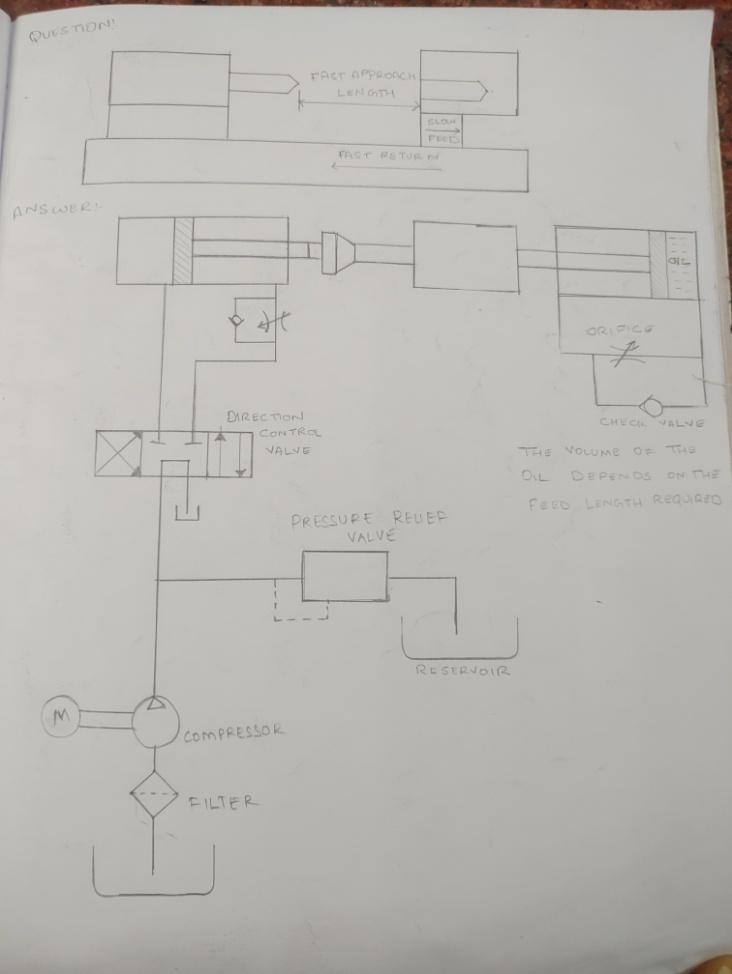 QUESTION!
FAST APPROACH
LENGTH
SLOW
FEED
FAST RETURN
ANSWER:-
OIL
ORIFICE
CHECK VALVE
DIRECTION
CONTROL
VALVE
THE VOLUME OF THE
OIL DEPENDS ON THE
FEED LENGTH REQUIRED
PRESSURE RELIEF
VALVE
RESERVOIR
M
COMPRESSOR
FILTER